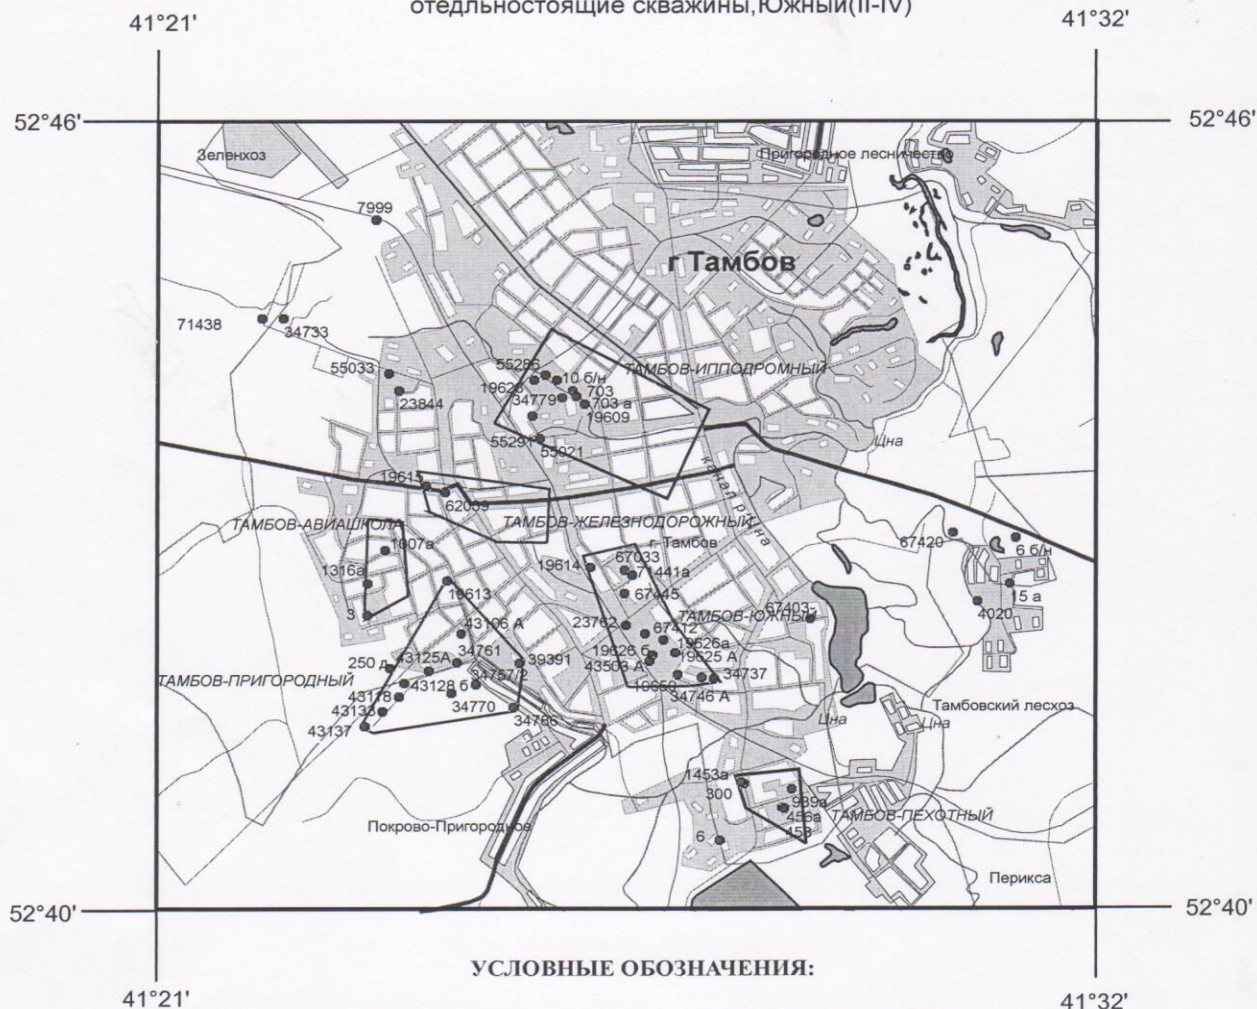 отедльностоящие скважины,Южный(II-IV)
41°21'
41°32'
52°46'
52°46'
Зеленхоз
Пригородное лесничество
7999
г Тамбов
71438
34733
55033
55286
10 б/н
ТАМБОВ-ИППОДРОМНЫЙ
19628
703
23844
34779
703 а
19609
55291
55021
Цна
канал р Цна
19615
62039
ТАМБОВ-АВИАШКОЛА
ТАМБОВ-ЖЕЛЕЗНОДОРОЖНЫЙ
1007а
г. Тамбов
67420
6 б/н
67033
19614
71441а
1316а
15 а
19613
67445
67403
4020
3
ТАМБОВ-ЮЖНЫЙ
43106 А
23762
67412
19626а
34761
19626 б
19625 А
250 д
43125А
39391
43503 А
34757/2
34737
ТАМБОВ-ПРИГОРОДНЫЙ
43128 б
43118
34746 А
43133
34770
34786
Тамбовский лесхоз
43137
Цна
Цна
1453а
300
939а
456а
ТАМБОВ-ПЕХОТНЫЙ
453
Покрово-Пригородное
6
Перикса
52°40'
52°40'
УСЛОВНЫЕ ОБОЗНАЧЕНИЯ:
41°21'
41°32'